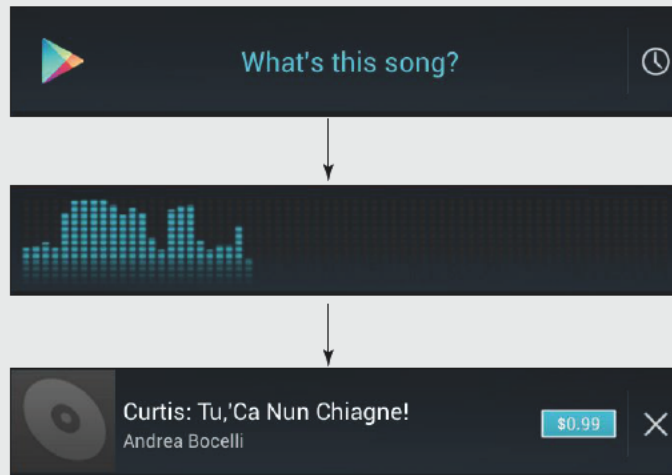 What's this song?
Curtis: Tu,'Ca Nun Chiagne!
Andrea Bocelli
$0.99